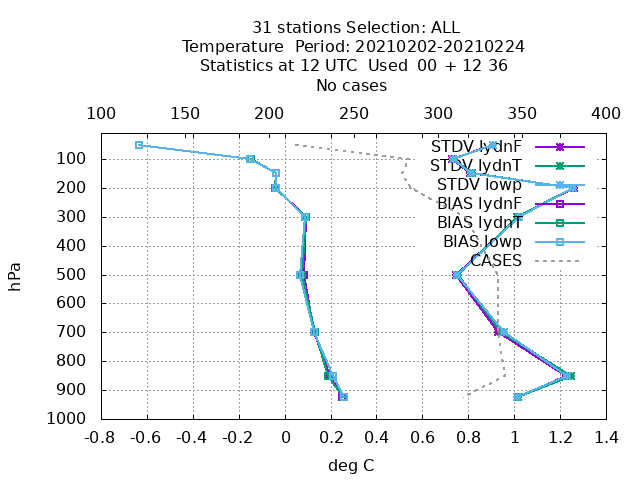 31 stations Selection: ALL
Temperature  Period: 20210202-20210224
Statistics at 12 UTC  Used  00 + 12 36
No cases
100 150 200 250 300 350 400
STDV lydnF
STDV lydnT
STDV lowp
BIAS lydnF
BIAS lydnT
BIAS lowp
CASES
100
200
300
400
500
600
700
800
900
1000
hPa
-0.8 -0.6 -0.4 -0.2 0 0.2 0.4 0.6 0.8 1 1.2 1.4
deg C